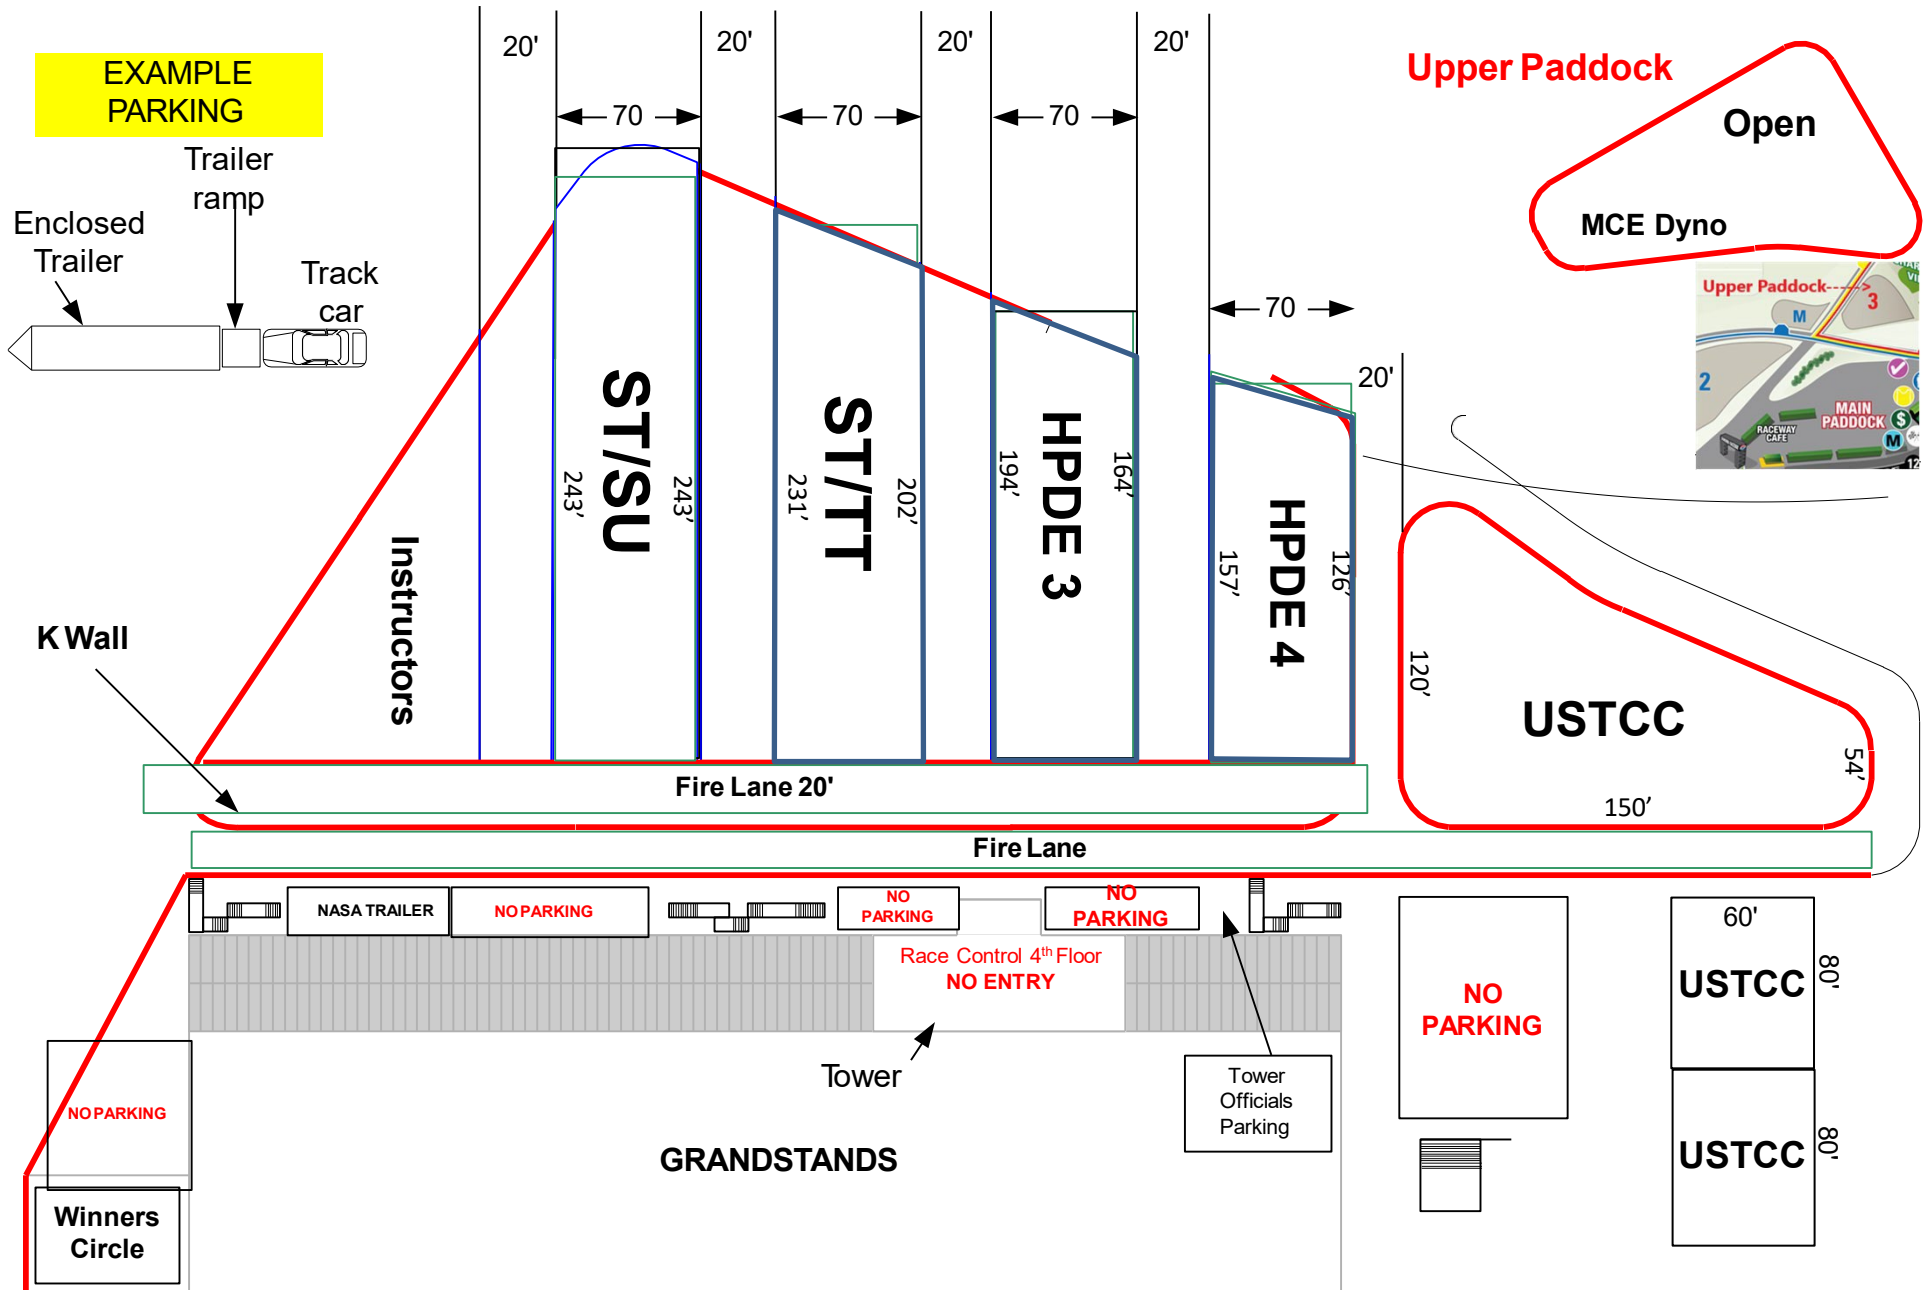 EXAMPLE
PARKING
Trailer
ramp
Enclosed
Trailer
Track
car
20'
20'
20'
20'
70
70
70
70
20'
Upper Paddock
Open
MCE Dyno
Upper Paddock----->
3
M
2
MAIN
PADDOCK
RACEWAY
CAFE
$
M
12
K Wall
Instructors
243’
ST/SU
243’
231’
ST/TT
202’
194’
HPDE 3
164’
157’
HPDE 4
126’
120’
USTCC
54’
150’
Fire Lane 20'
Fire Lane
NASA TRAILER
NO PARKING
NO
PARKING
NO
PARKING
Race Control 4th Floor
NO ENTRY
Tower
Tower
Officials
Parking
GRANDSTANDS
NO PARKING
Winners
Circle
NO
PARKING
60'
USTCC
80'
USTCC
80'